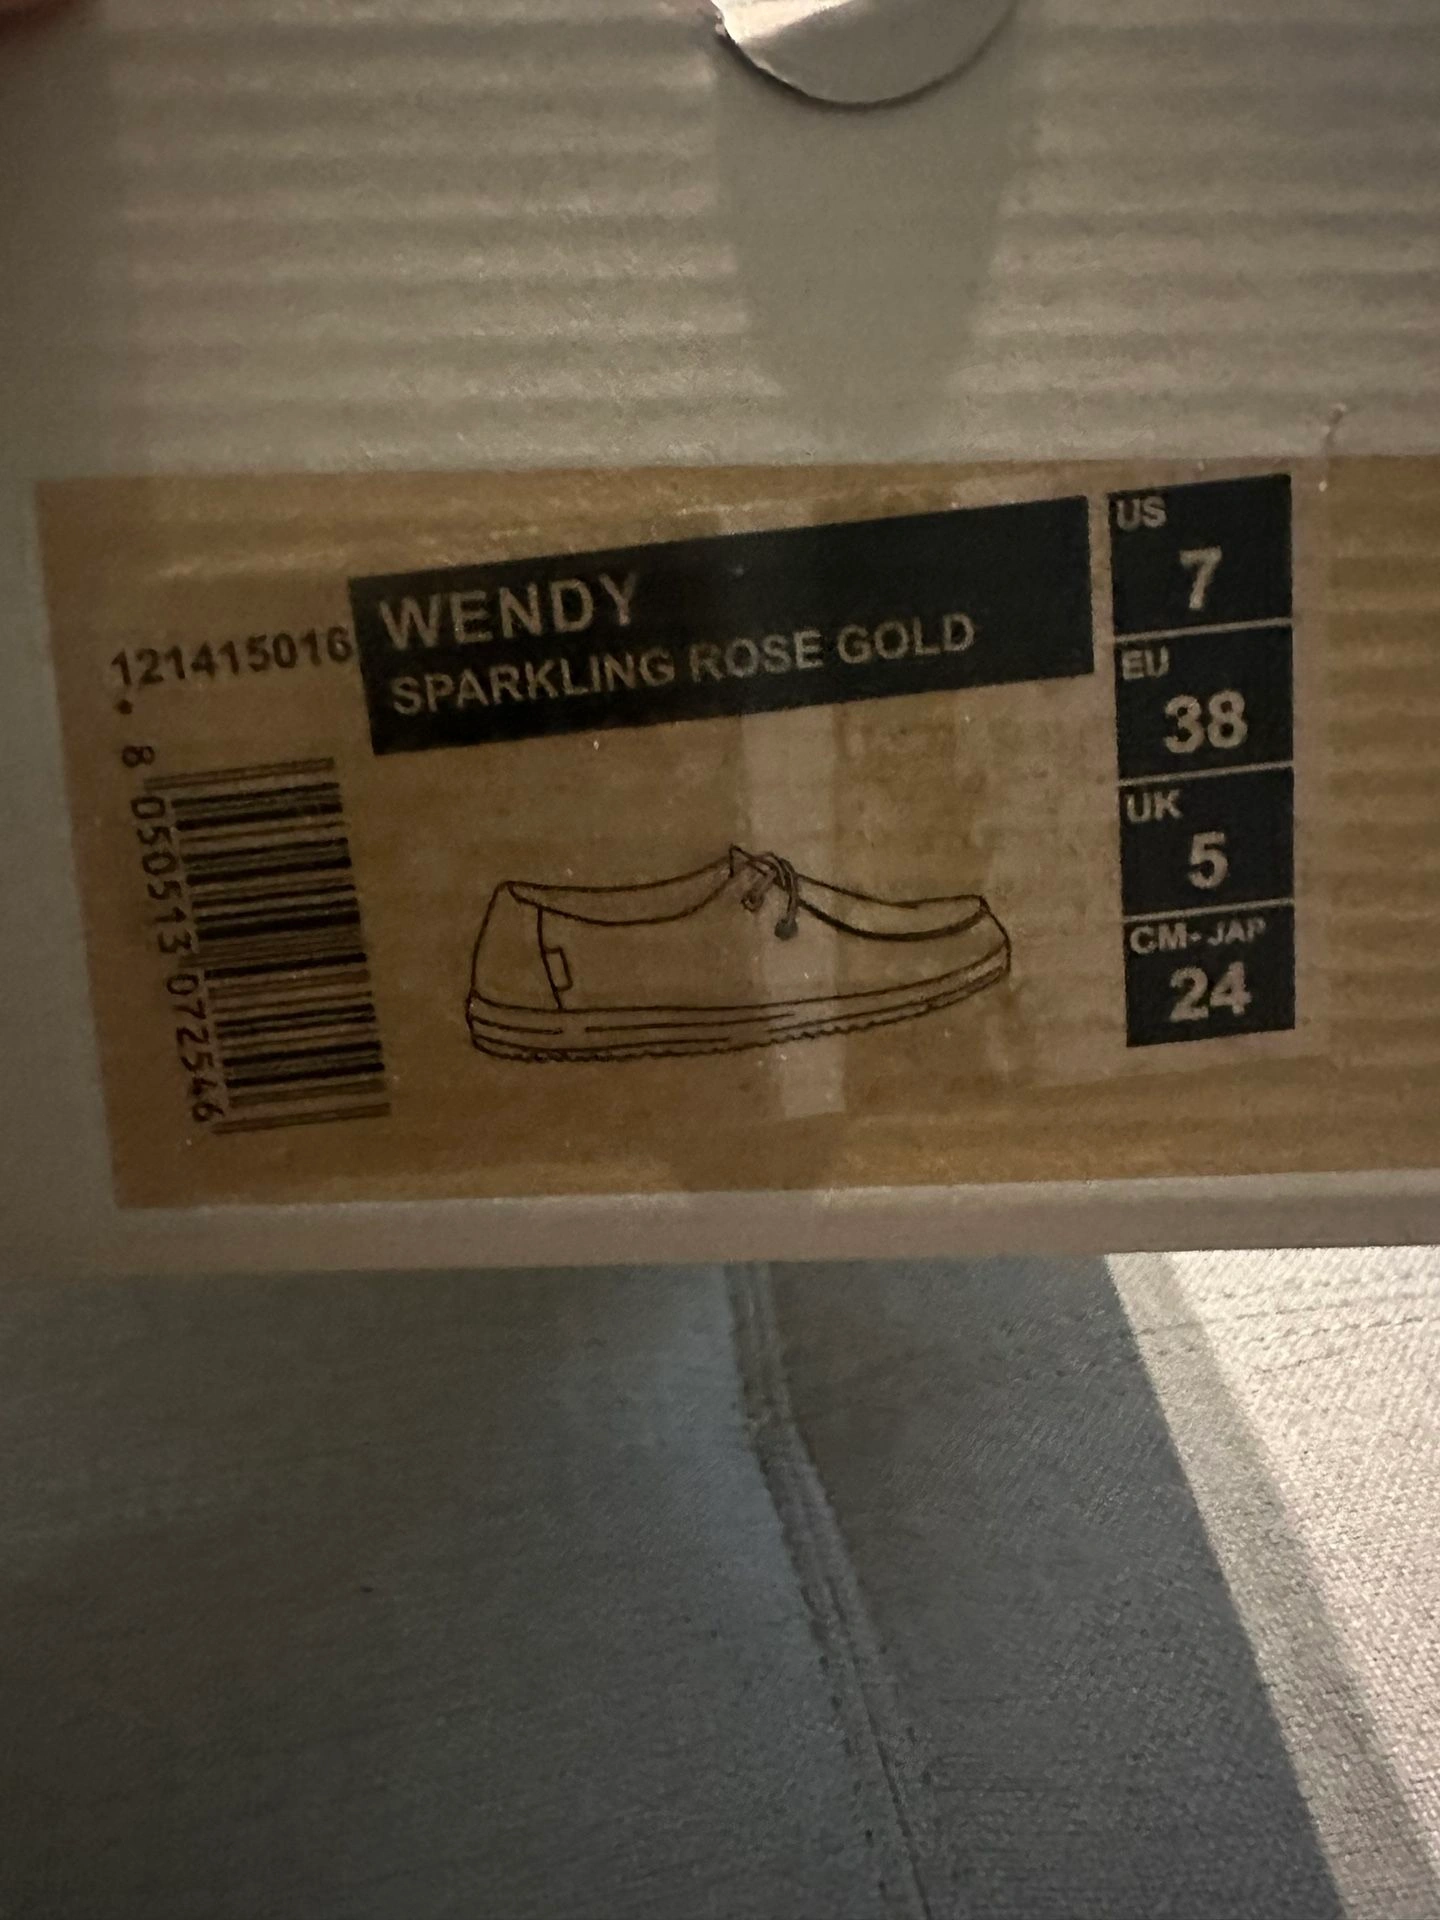 121415016
WENDY
SPARKLING ROSE GOLD
US
7
EU
38
UK
5
CM-JAP
24
8 050513 072546